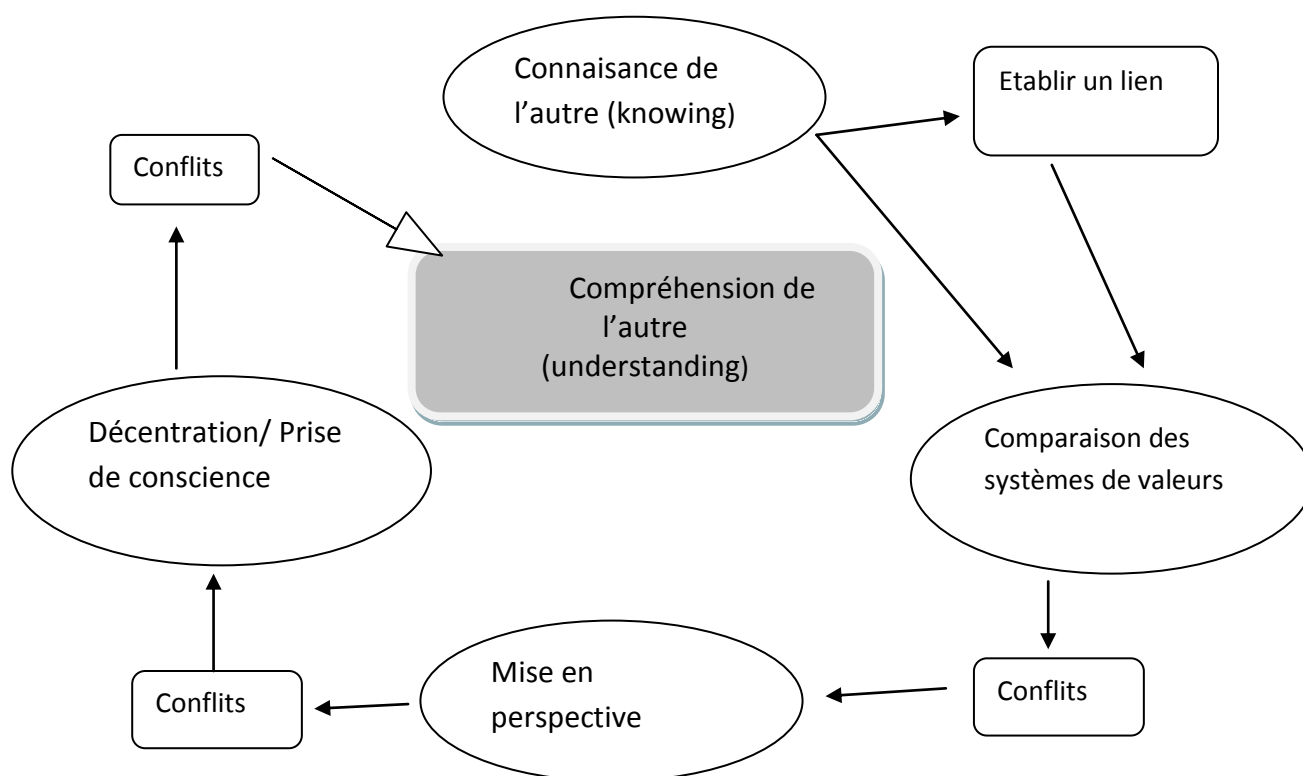 Connaisance de
l’autre (knowing)
Etablir un lien
Conflits
Compréhension de
l’autre
(understanding)
Décentration/ Prise
de conscience
Comparaison des
systèmes de valeurs
Conflits
Mise en
perspective
Conflits